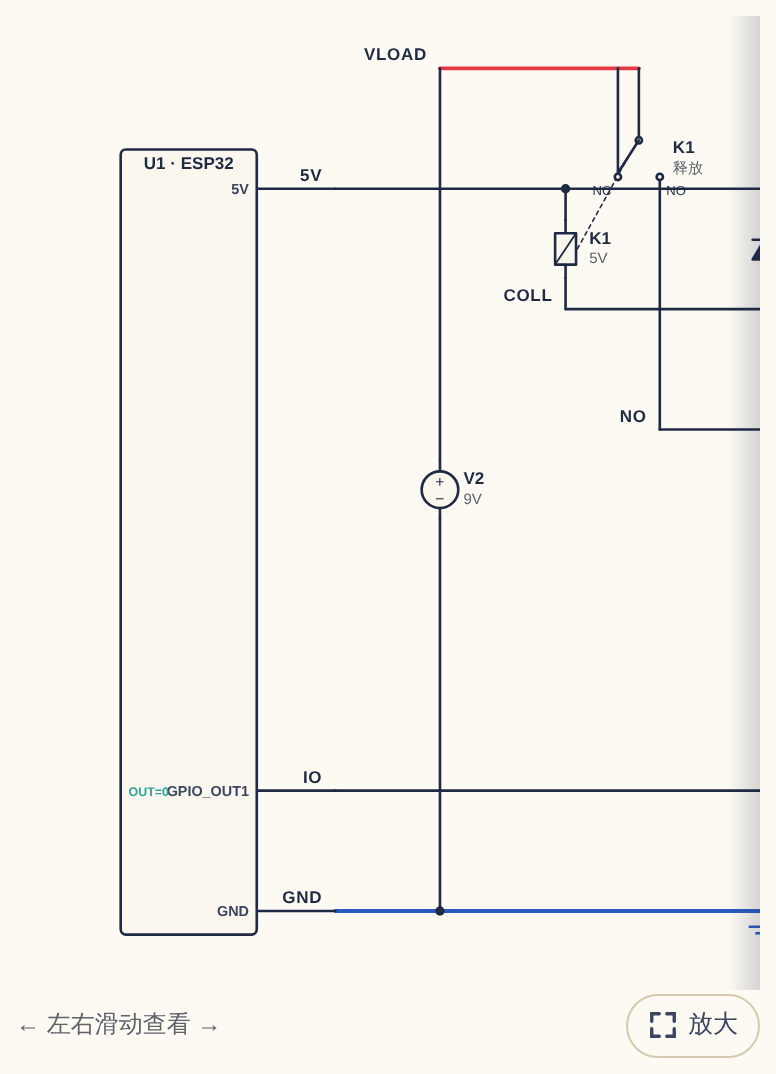 VLOAD
U1 · ESP32
K1
释放
5V
5V
NC
NO
K1
5V
COLL
NO
+
−
V2
9V
IO
OUT=0
GPIO_OUT1
GND
GND
← 左右滑动查看 →
放大